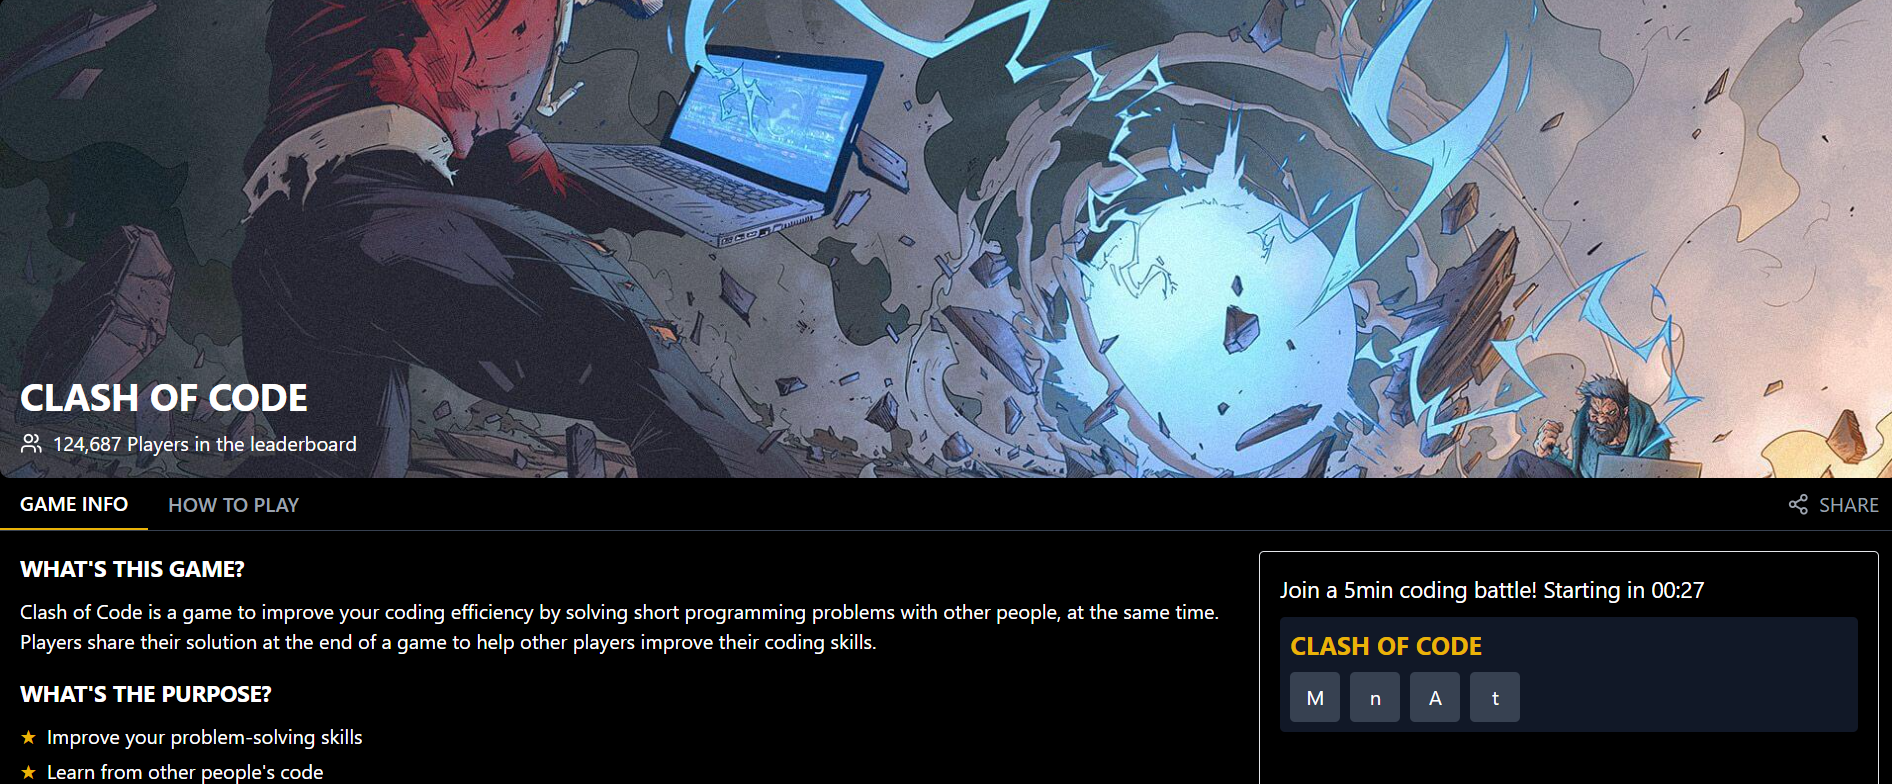 CLASH OF CODE
124,687 Players in the leaderboard
GAME INFO
HOW TO PLAY
SHARE
WHAT'S THIS GAME?
Clash of Code is a game to improve your coding efficiency by solving short programming problems with other people, at the same time.
Players share their solution at the end of a game to help other players improve their coding skills.
WHAT'S THE PURPOSE?
★ Improve your problem-solving skills
★ Learn from other people's code
Join a 5min coding battle! Starting in 00:27
CLASH OF CODE
M n A t